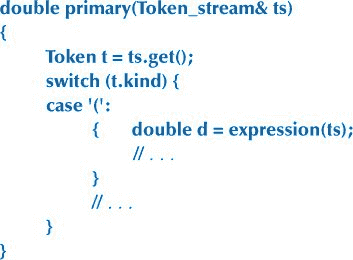 double primary(Token_stream& ts)
{
Token t = ts.get();
switch (t.kind) {
case '(':
{ double d = expression(ts);
// . . .
}
// . . .
}
}